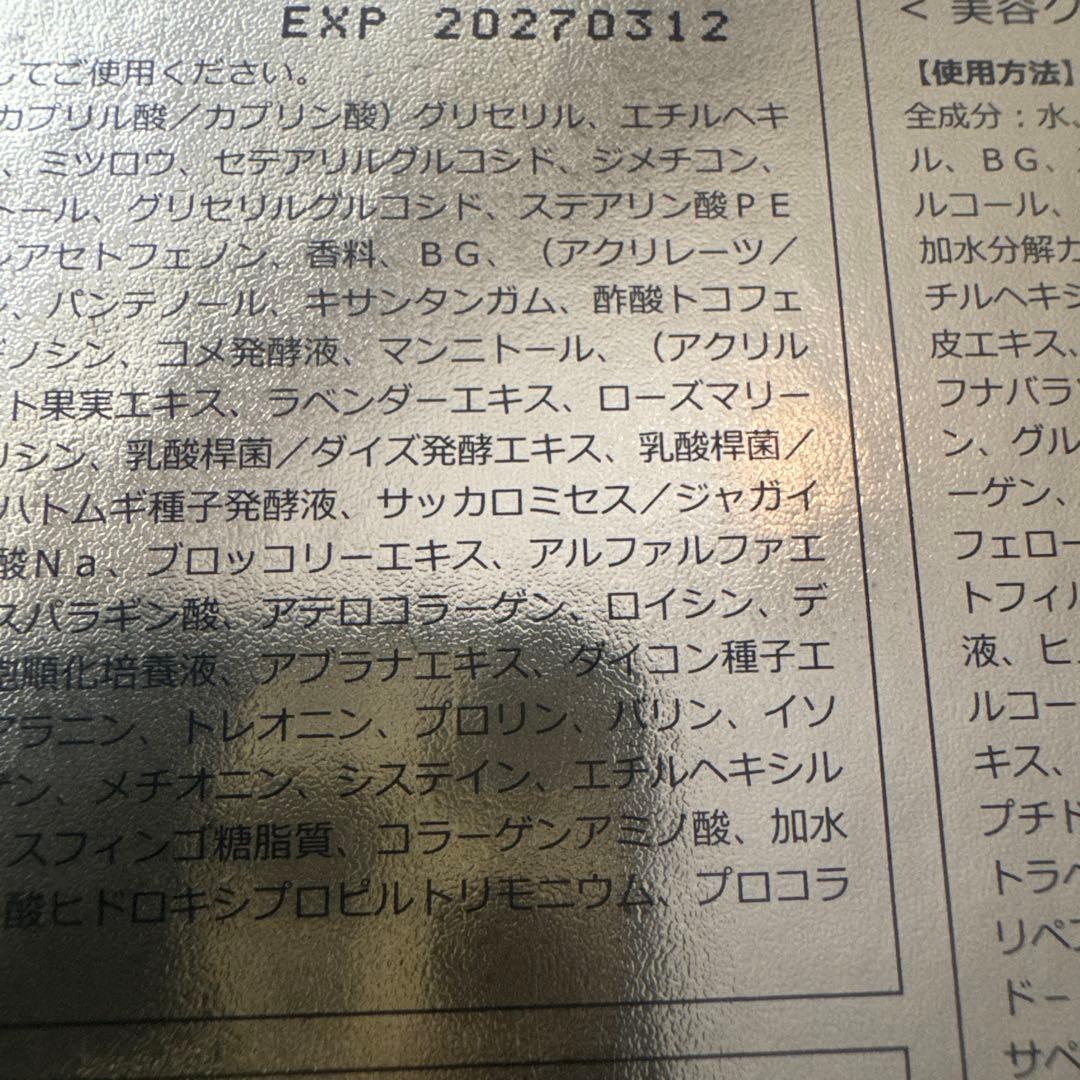 EXP 20270312
してご使用ください。
カプリル酸／カプリン酸）グリセリル、エチルヘキ
、ミツロウ、セテアリルグルコシド、ジメチコン、
トール、グリセリルグルコシド、ステアリン酸ＰＥ
アセトフェノン、香料、ＢＧ、（アクリレーツ／
、パンテノール、キサンタンガム、酢酸トコフェ
ノシン、コメ発酵液、マンニトール、（アクリル
ト果実エキス、ラベンダーエキス、ローズマリー
リシン、乳酸桿菌／ダイズ発酵エキス、乳酸桿菌／
ハトムギ種子発酵液、サッカロミセス／ジャガイ
酸Ｎａ、ブロッコリーエキス、アルファルファエ
スパラギン酸、アテロコラーゲン、ロイシン、デ
順化培養液、アブラナエキス、ダイコン種子エ
アラニン、トレオニン、プロリン、バリン、イソ
ン、メチオニン、システイン、エチルヘキシル
スフィンゴ糖脂質、コラーゲンアミノ酸、加水
酸ヒドロキシプロピルトリモニウム、プロコラ
＜ 美容ク
【使用方法】
全成分：水、
ル、ＢＧ、
ルコール、
加水分解カ
チルヘキシ
皮エキス、
フナバラ
ン、グル
ーゲン、
フェロー
トフィル
液、ヒ
ルコー
キス、
プチド
トラペ
リペ
ドー
サペ